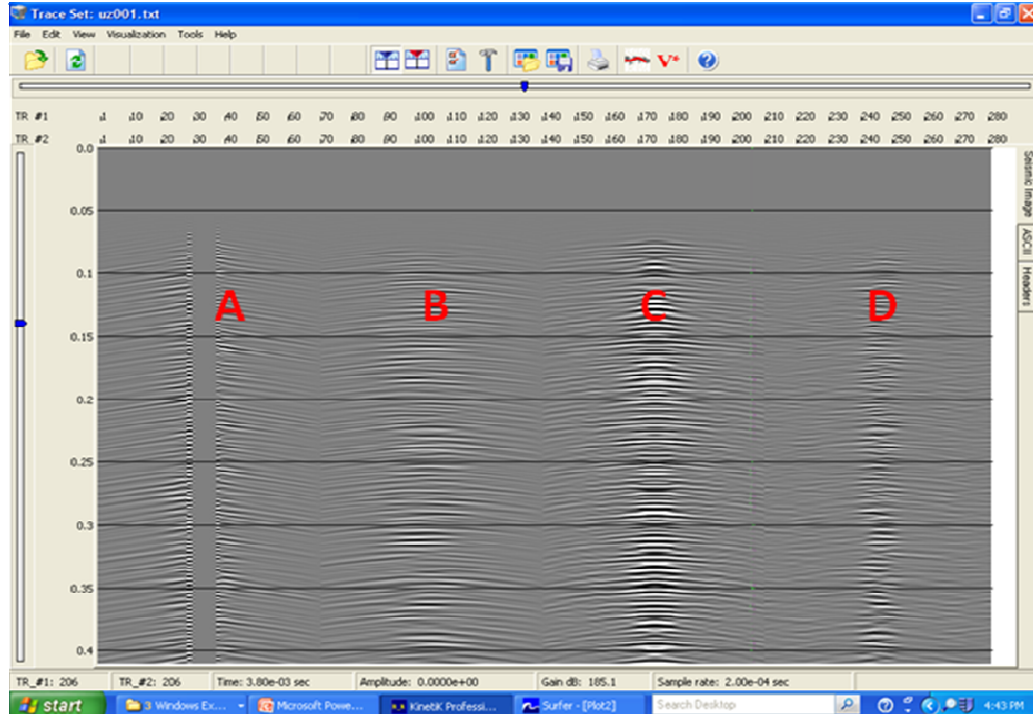 Trace Set: uz001.txt
File Edit View Visualization Tools Help
V*
TR #1 1 10 20 30 40 50 60 70 80 90 100 110 120 130 140 150 160 170 180 190 200 210 220 230 240 250 260 270 280
TR #2 1 10 20 30 40 50 60 70 80 90 100 110 120 130 140 150 160 170 180 190 200 210 220 230 240 250 260 270 280
0.0
0.05
0.1
A B C D
0.15
0.2
0.25
0.3
0.35
0.4
Seismic Image
ASCII
Headers
TR_#1: 206 TR_#2: 206 Time: 3.80e-03 sec Amplitude: 0.0000e+00 Gain dB: 185.1 Sample rate: 2.00e-04 sec
start 3 Windows Ex... Microsoft Powe... KinetiK Professi... Surfer - [Plot2] Search Desktop 4:43 PM